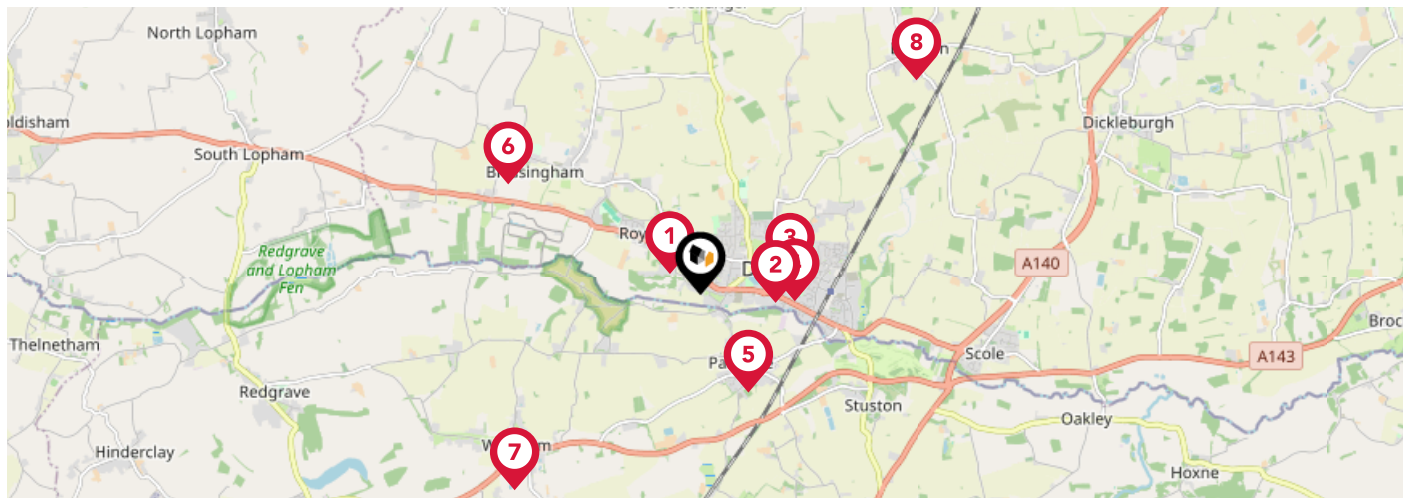 North Lopham
8
Dickleburgh
6
South Lopham
3
1
Redgrave
and Lopham
Fen
2
A140
Thelnetham
5
Scole
A143
Redgrave
Stuston
Oakley
7
Hinderclay
Hoxne